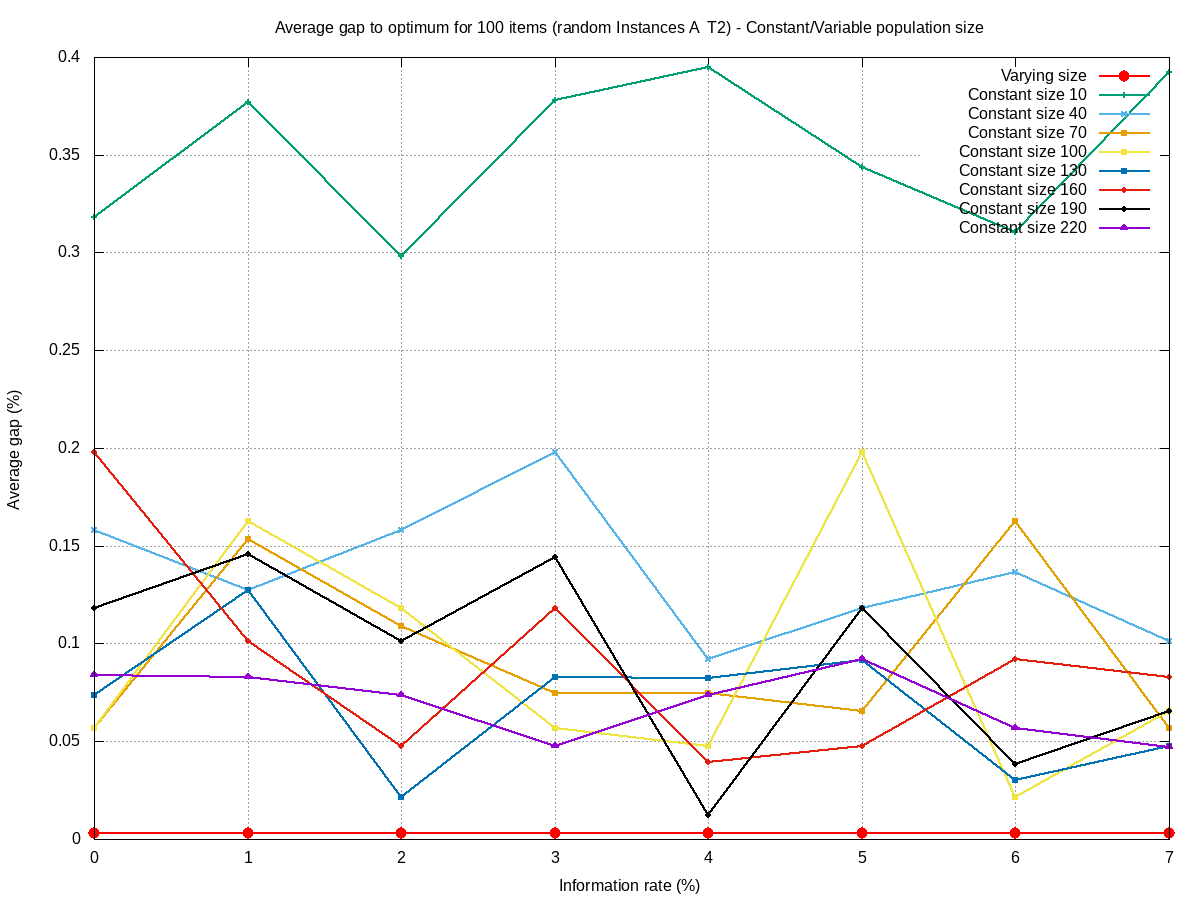 Average gap to optimum for 100 items (random Instances A  T2) - Constant/Variable population size
Varying size
Constant size 10
Constant size 40
Constant size 70
Constant size 100
Constant size 130
Constant size 160
Constant size 190
Constant size 220
0.4
0.35
0.3
0.25
0.2
0.15
0.1
0.05
0
Average gap (%)
0 1 2 3 4 5 6 7
Information rate (%)